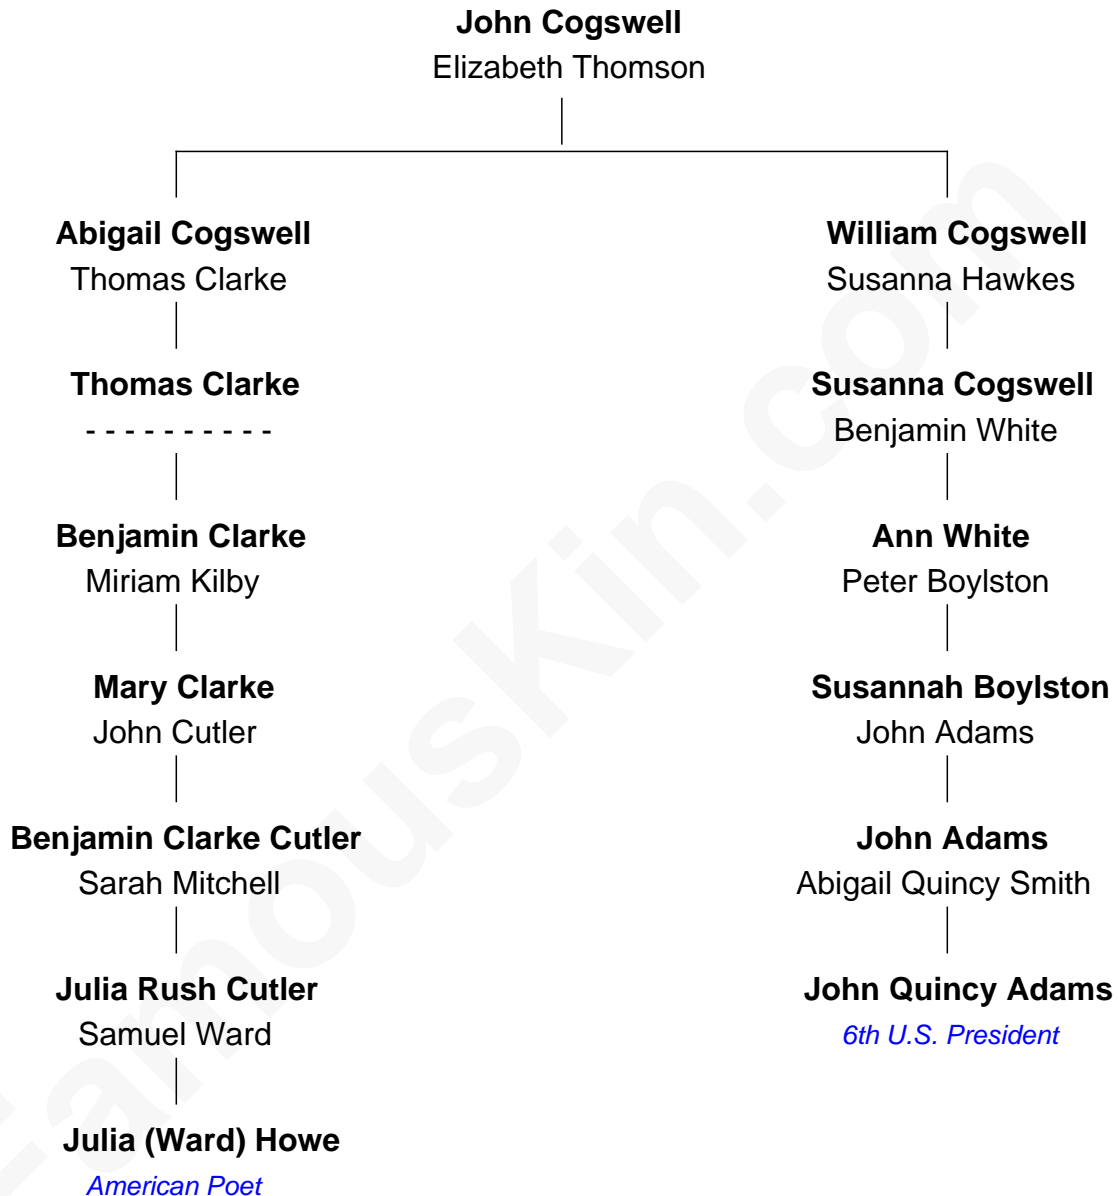 John Cogswell
Elizabeth Thomson
Abigail Cogswell
Thomas Clarke
William Cogswell
Susanna Hawkes
Thomas Clarke
- - - - - - - - - -
Susanna Cogswell
Benjamin White
Benjamin Clarke
Miriam Kilby
Ann White
Peter Boylston
Mary Clarke
John Cutler
Susannah Boylston
John Adams
Benjamin Clarke Cutler
Sarah Mitchell
John Adams
Abigail Quincy Smith
Julia Rush Cutler
Samuel Ward
John Quincy Adams
6th U.S. President
Julia (Ward) Howe
American Poet
FamousKin.com